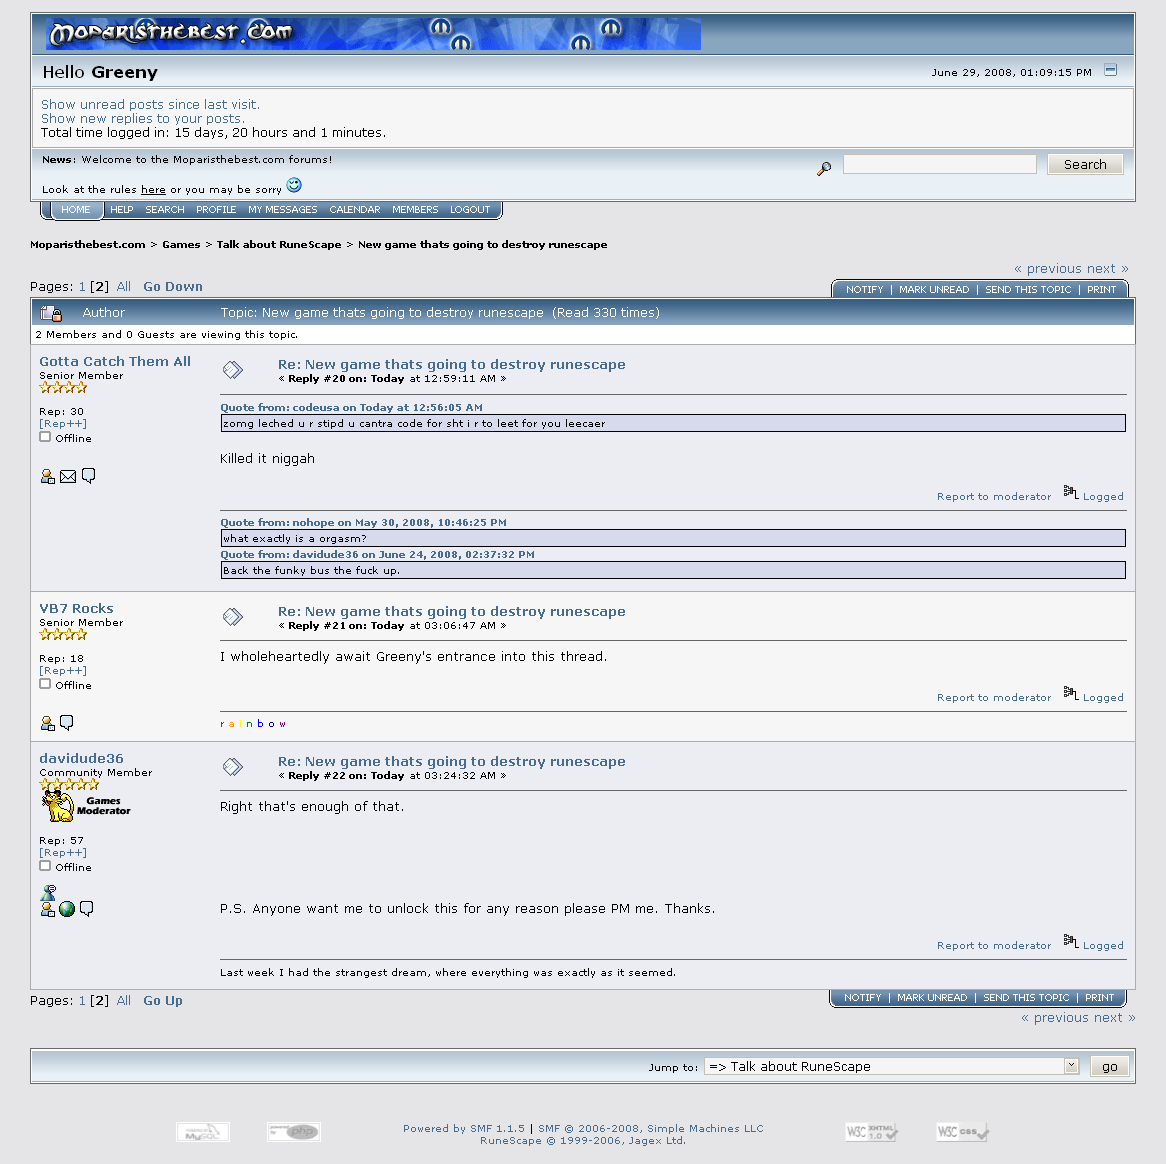 MoparisTheBest.com
Hello Greeny
June 29, 2008, 01:09:15 PM
Show unread posts since last visit.
Show new replies to your posts.
Total time logged in: 15 days, 20 hours and 1 minutes.
News: Welcome to the Moparisthebest.com forums!
Look at the rules here or you may be sorry
Search
HOME HELP SEARCH PROFILE MY MESSAGES CALENDAR MEMBERS LOGOUT
Moparisthebest.com > Games > Talk about RuneScape > New game thats going to destroy runescape
« previous next »
Pages: 1 [2] All Go Down
NOTIFY | MARK UNREAD | SEND THIS TOPIC | PRINT
Author Topic: New game thats going to destroy runescape (Read 330 times)
2 Members and 0 Guests are viewing this topic.
Gotta Catch Them All
Senior Member
Rep: 30
[Rep++]
Offline
Re: New game thats going to destroy runescape
« Reply #20 on: Today at 12:59:11 AM »
Quote from: codeusa on Today at 12:56:05 AM
zomg leched u r stipd u cantra code for sht i r to leet for you leecaer
Killed it niggah
Report to moderator Logged
Quote from: nohope on May 30, 2008, 10:46:25 PM
what exactly is a orgasm?
Quote from: davidude36 on June 24, 2008, 02:37:32 PM
Back the funky bus the fuck up.
VB7 Rocks
Senior Member
Rep: 18
[Rep++]
Offline
Re: New game thats going to destroy runescape
« Reply #21 on: Today at 03:06:47 AM »
I wholeheartedly await Greeny's entrance into this thread.
Report to moderator Logged
r a i n b o w
davidude36
Community Member
Games
Moderator
Rep: 57
[Rep++]
Offline
Re: New game thats going to destroy runescape
« Reply #22 on: Today at 03:24:32 AM »
Right that's enough of that.
P.S. Anyone want me to unlock this for any reason please PM me. Thanks.
Report to moderator Logged
Last week I had the strangest dream, where everything was exactly as it seemed.
Pages: 1 [2] All Go Up
NOTIFY | MARK UNREAD | SEND THIS TOPIC | PRINT
« previous next »
Jump to: => Talk about RuneScape go
MySQL
php
Powered by SMF 1.1.5 | SMF © 2006-2008, Simple Machines LLC
RuneScape © 1999-2006, Jagex Ltd.
W3C XHTML 1.0
W3C css